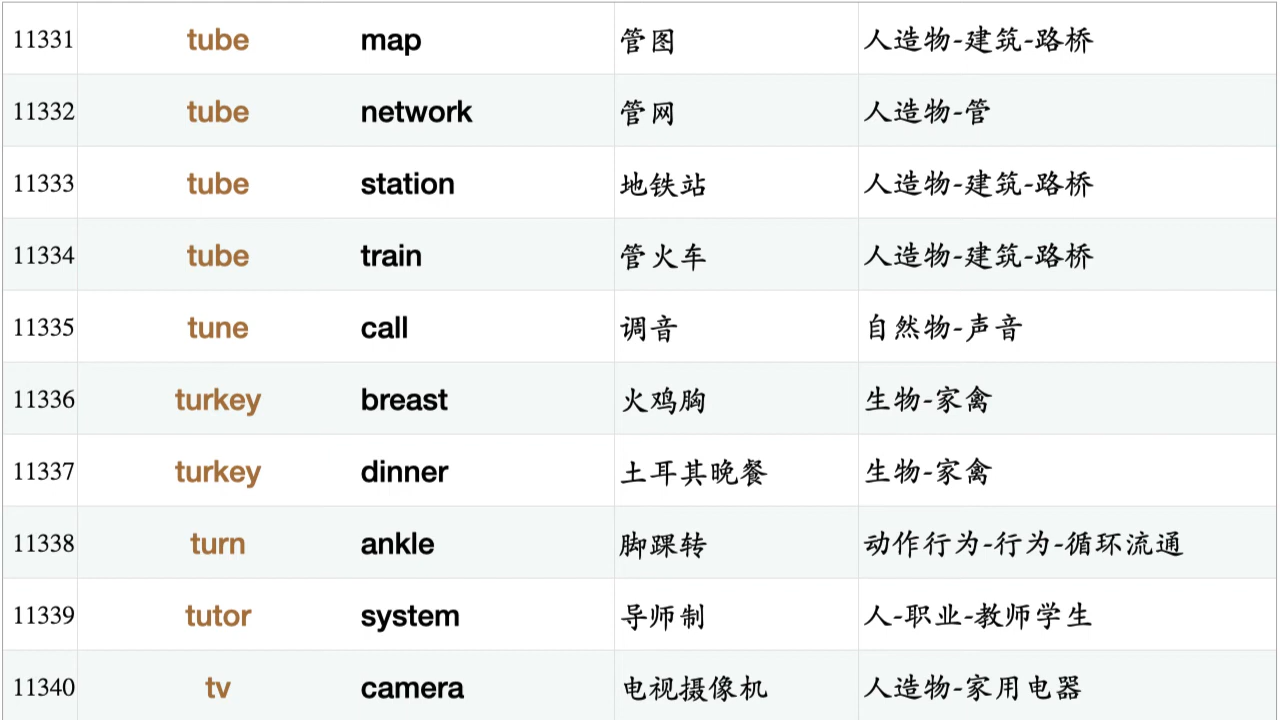 11331 tube map 管图 人造物-建筑-路桥
11332 tube network 管网 人造物-管
11333 tube station 地铁站 人造物-建筑-路桥
11334 tube train 管火车 人造物-建筑-路桥
11335 tune call 调音 自然物-声音
11336 turkey breast 火鸡胸 生物-家禽
11337 turkey dinner 土耳其晚餐 生物-家禽
11338 turn ankle 脚踝转 动作行为-行为-循环流通
11339 tutor system 导师制 人-职业-教师学生
11340 tv camera 电视摄像机 人造物-家用电器